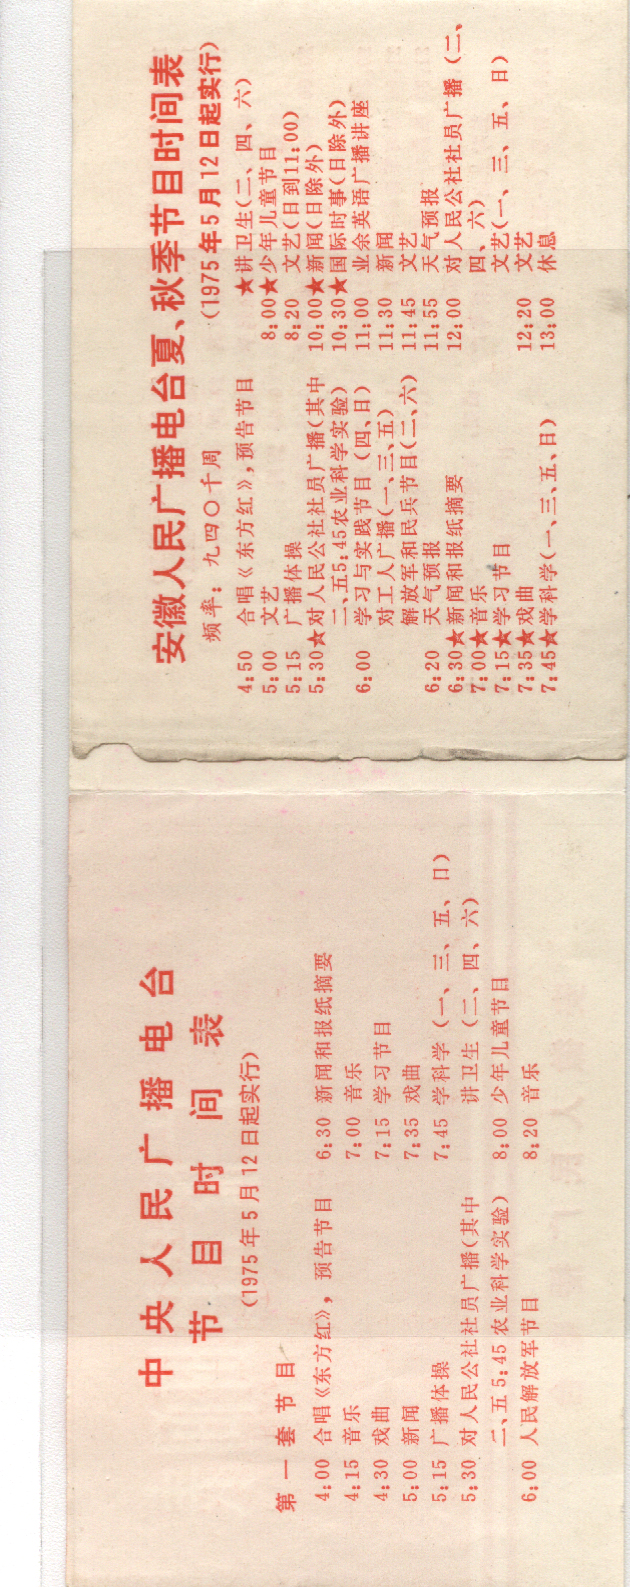 中央人民广播电台
节目时间表
(1975年5月12日起实行)
第一套节目
4:00 合唱《东方红》，预告节目
4:15 音乐
4:30 戏曲
5:00 新闻
5:15 广播体操
5:30 对人民公社社员广播(其中
二、五5:45 农业科学实验)
6:00 人民解放军节目
6:30 新闻和报纸摘要
7:00 音乐
7:15 学习节目
7:35 戏曲
7:45 学科学 (一、三、五、日)
讲卫生 (二、四、六)
8:00 少年儿童节目
8:20 音乐
安徽人民广播电台夏、秋季节目时间表
频率：九四〇千周 (1975年5月12日起实行)
4:50 合唱《东方红》，预告节目
5:00 文艺
5:15 广播体操
5:30★对人民公社社员广播(其中
二、五5:45农业科学实验)
6:00 学习与实践节目 (四、日)
对工人广播(一、三、五)
解放军和民兵节目(二、六)
6:20 天气预报
6:30★新闻和报纸摘要
7:00★音乐
7:15★学习节目
7:35★戏曲
7:45★学科学(一、三、五、日)
★讲卫生(二、四、六)
8:00★少年儿童节目
8:20 文艺(日到11:00)
10:00★新闻(日除外)
10:30★国际时事(日除外)
11:00 业余英语广播讲座
11:30 新闻
11:45 文艺
11:55 天气预报
12:00 对人民公社社员广播 (二、
四、六)
文艺(一、三、五、日)
12:20 文艺
13:00 休息